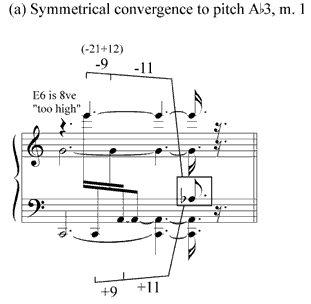 (a) Symmetrical convergence to pitch A♭3, m. 1
(-21+12)
-9 -11
E6 is 8ve
"too high"
+9 +11